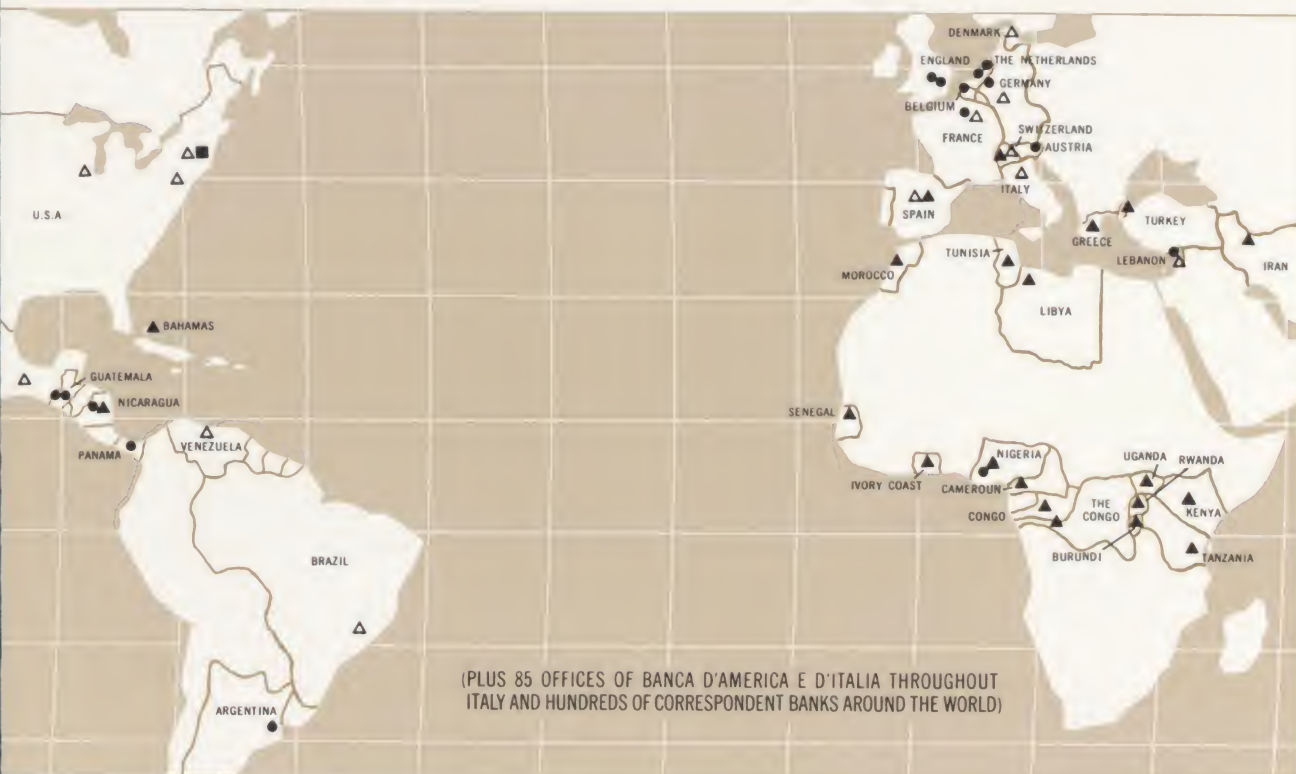 DENMARK
ENGLAND
THE NETHERLANDS
GERMANY
BELGIUM
FRANCE
SWITZERLAND
AUSTRIA
ITALY
U.S.A
SPAIN
TURKEY
GREECE
TUNISIA
LEBANON
IRAN
MOROCCO
LIBYA
BAHAMAS
GUATEMALA
NICARAGUA
SENEGAL
PANAMA
VENEZUELA
NIGERIA
UGANDA
RWANDA
IVORY COAST
CAMEROUN
THE
CONGO
KENYA
CONGO
BURUNDI
TANZANIA
BRAZIL
(PLUS 85 OFFICES OF BANCA D'AMERICA E D'ITALIA THROUGHOUT
ITALY AND HUNDREDS OF CORRESPONDENT BANKS AROUND THE WORLD)
ARGENTINA